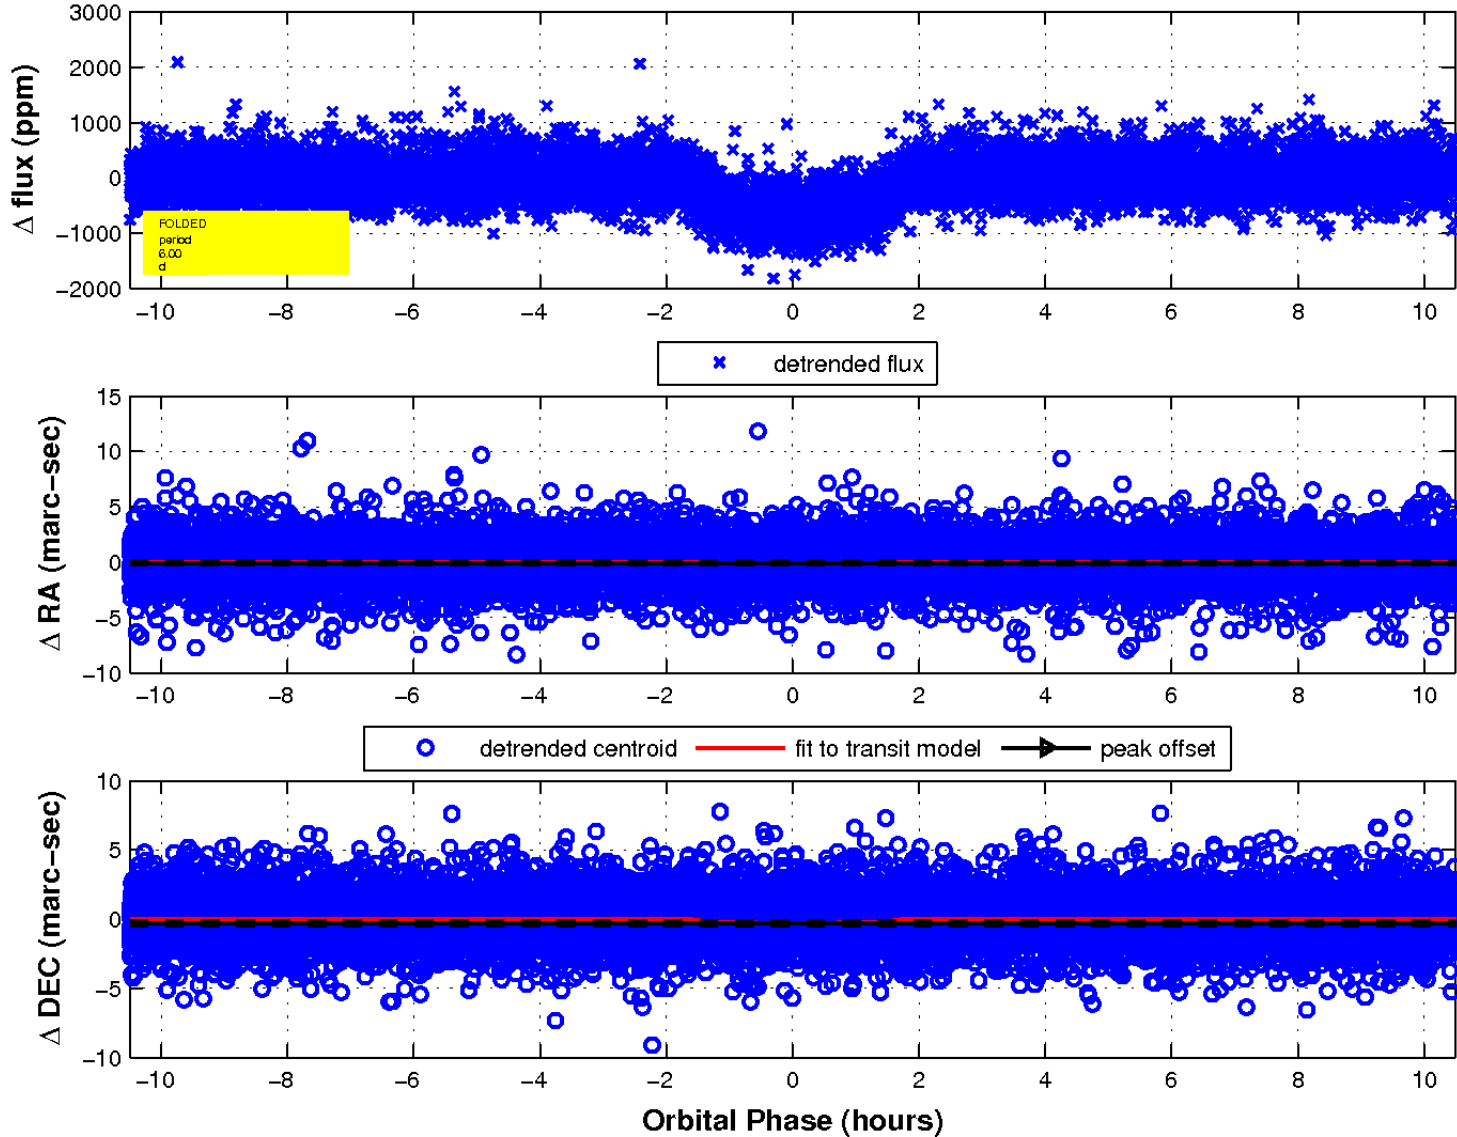 3000
2000
1000
0
−1000
−2000
Δ flux (ppm)
FOLDED
period
6.00
d
−10 −8 −6 −4 −2 0 2 4 6 8 10
detrended flux
15
10
5
0
−5
−10
Δ RA (marc−sec)
−10 −8 −6 −4 −2 0 2 4 6 8 10
detrended centroid fit to transit model peak offset
10
5
0
−5
−10
Δ DEC (marc−sec)
−10 −8 −6 −4 −2 0 2 4 6 8 10
Orbital Phase (hours)